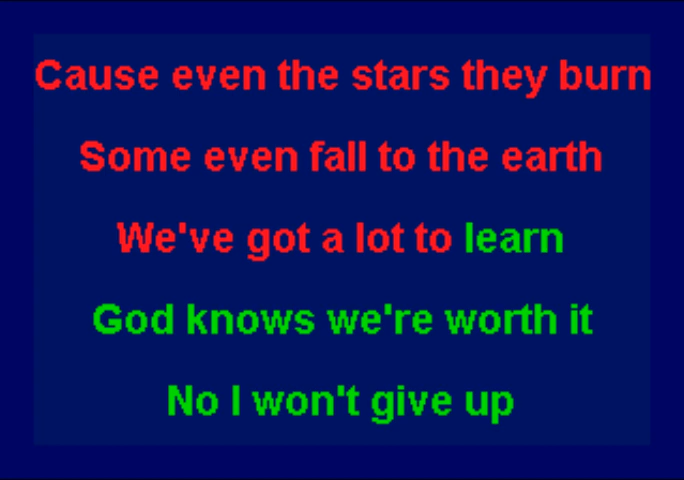 Cause even the stars they burn
Some even fall to the earth
We've got a lot to learn
God knows we're worth it
No I won't give up